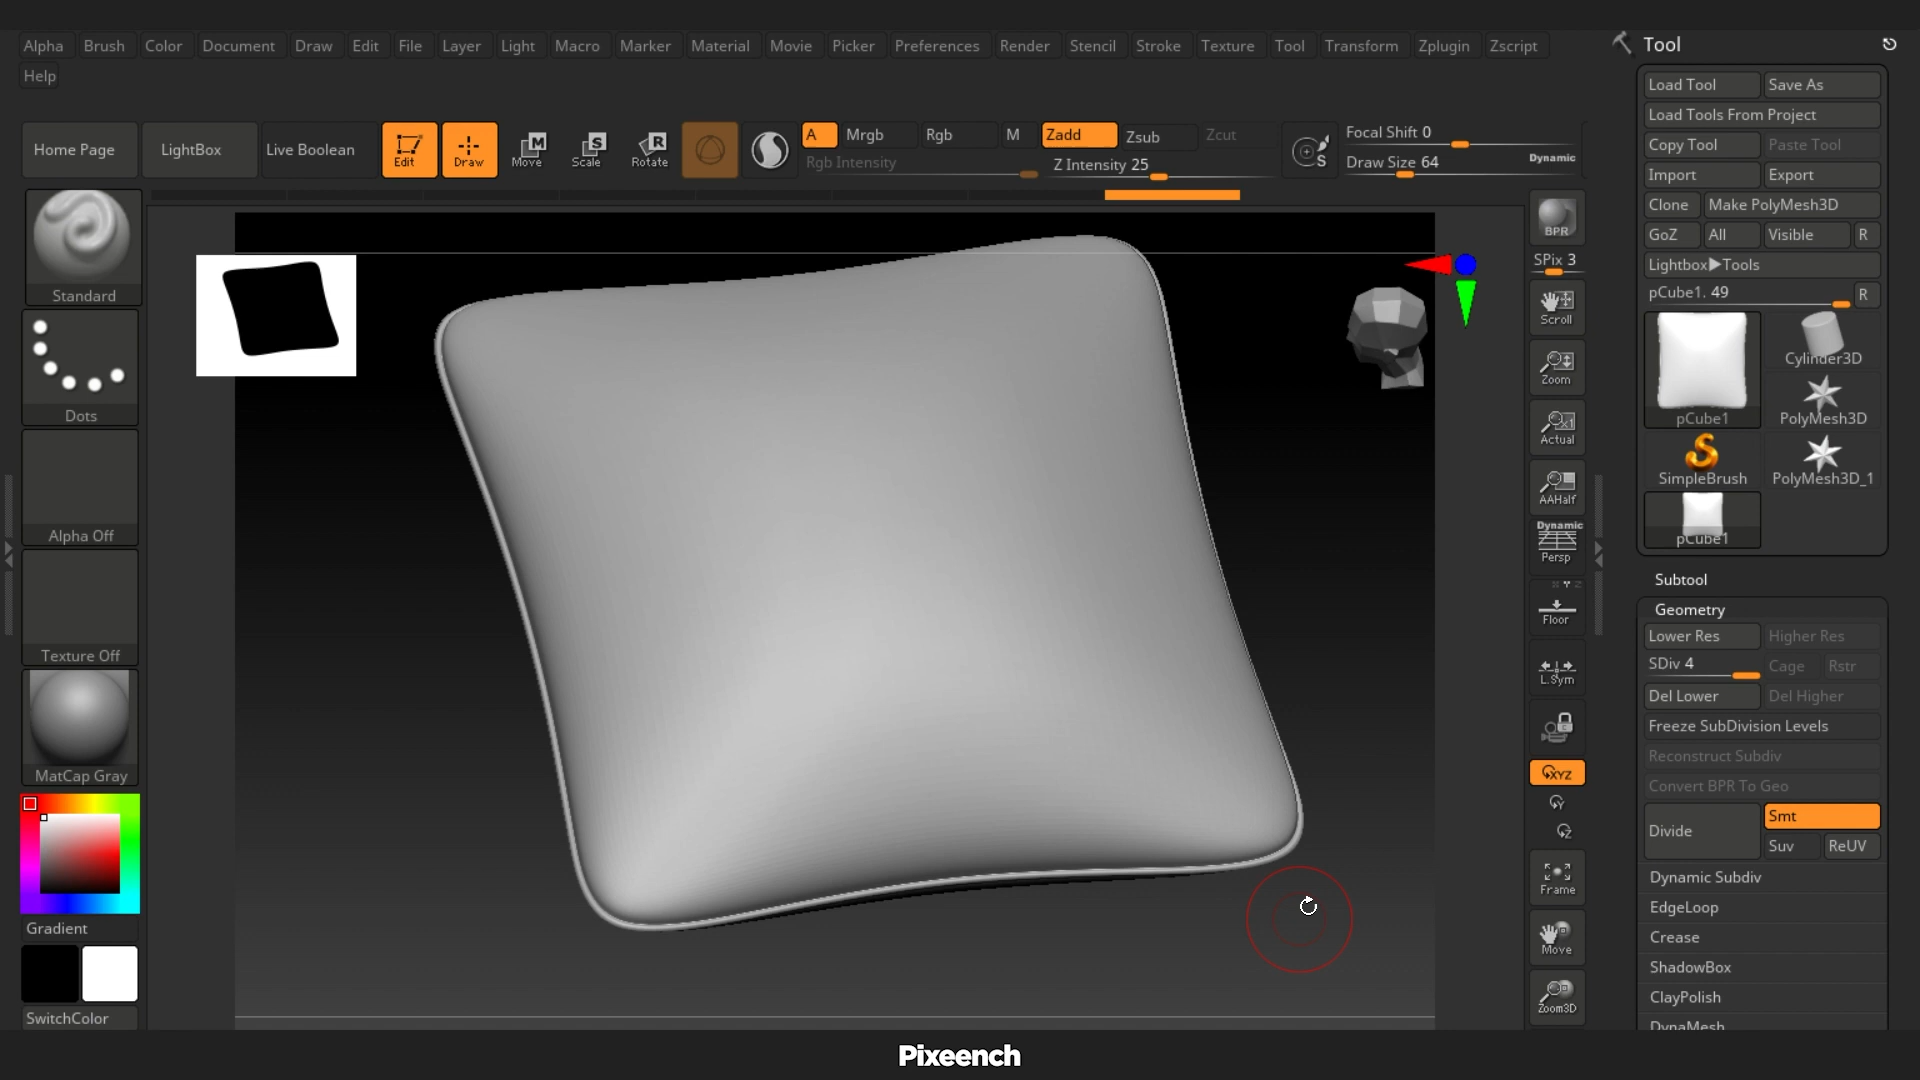 Alpha Brush Color Document Draw Edit File Layer Light Macro Marker Material Movie Picker Preferences Render Stencil Stroke Texture Tool Transform Zplugin Zscript
Help
Home Page LightBox Live Boolean Edit Draw Move Scale Rotate A Mrgb Rgb M Zadd Zsub Zcut Focal Shift 0
Rgb Intensity Z Intensity 25 S Draw Size 64 Dynamic
Standard
Dots
Alpha Off
Texture Off
MatCap Gray
Gradient
SwitchColor
BPR
SPix 3
Scroll
Zoom
Actual
AAHalf
Dynamic
Persp
Floor
L.Sym
XYZ
Y
Z
Frame
Move
Zoom3D
Tool
Load Tool Save As
Load Tools From Project
Copy Tool Paste Tool
Import Export
Clone Make PolyMesh3D
GoZ All Visible R
Lightbox▶Tools
pCube1. 49 R
pCube1 Cylinder3D
PolyMesh3D
SimpleBrush PolyMesh3D_1
pCube1
Subtool
Geometry
Lower Res Higher Res
SDiv 4 Cage Rstr
Del Lower Del Higher
Freeze SubDivision Levels
Reconstruct Subdiv
Convert BPR To Geo
Divide Smt
Suv ReUV
Dynamic Subdiv
EdgeLoop
Crease
ShadowBox
ClayPolish
DynaMesh
Pixeench